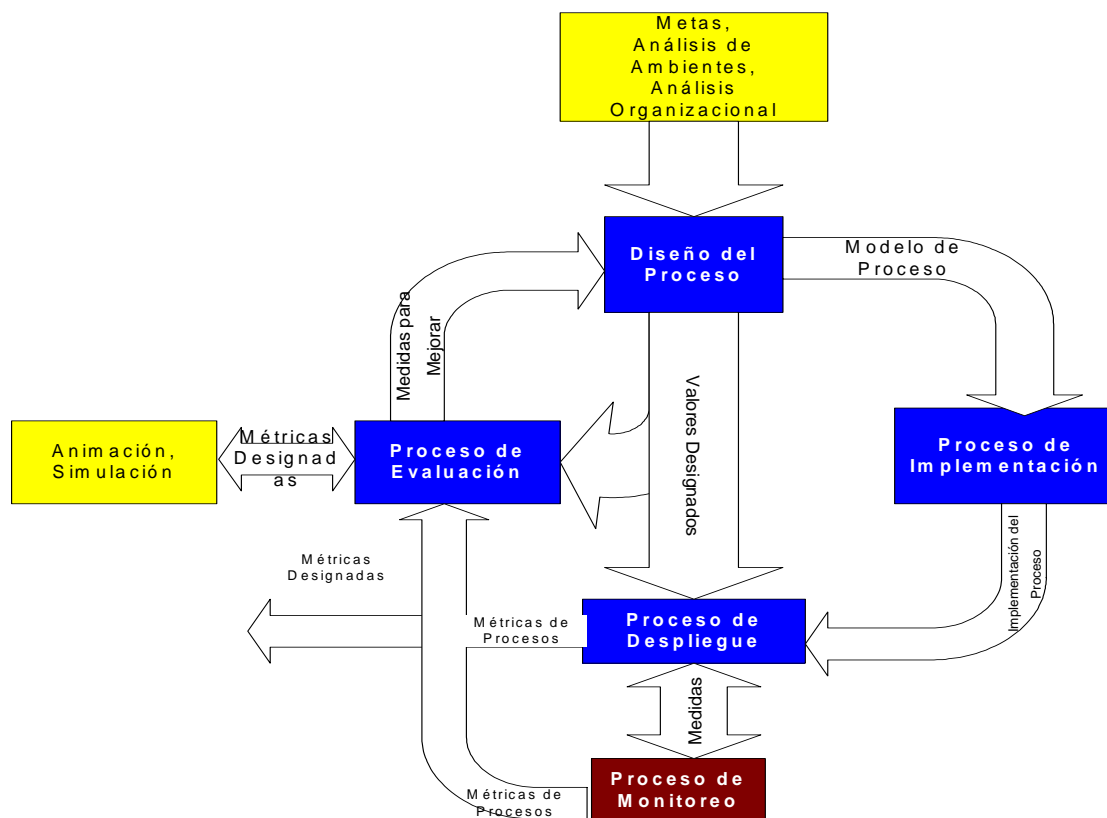 Metas,
Análisis de
Ambientes,
Análisis
Organizacional
Diseño del
Proceso
Modelo de
Proceso
Medidas para
Mejorar
Valores Designados
Animación,
Simulación
Métricas
Designad
as
Proceso de
Evaluación
Proceso de
Implementación
Implementación del
Proceso
Métricas
Designadas
Métricas de
Procesos
Proceso de
Despliegue
Medidas
Proceso de
Monitoreo
Métricas de
Procesos